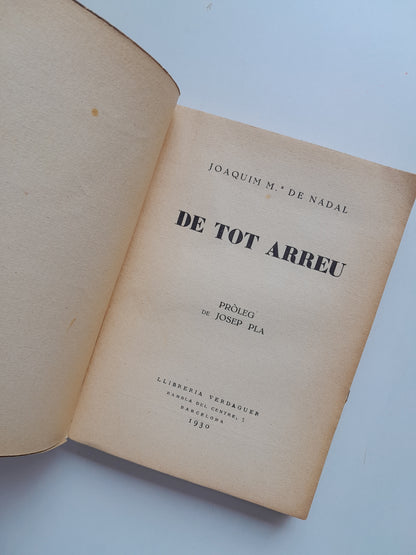 JOAQUIM M.ª DE NADAL
DE TOT ARREU
PRÒLEG
DE JOSEP PLA
LLIBRERIA VERDAGUER
RAMBLA DEL CENTRE, 5
BARCELONA
1930